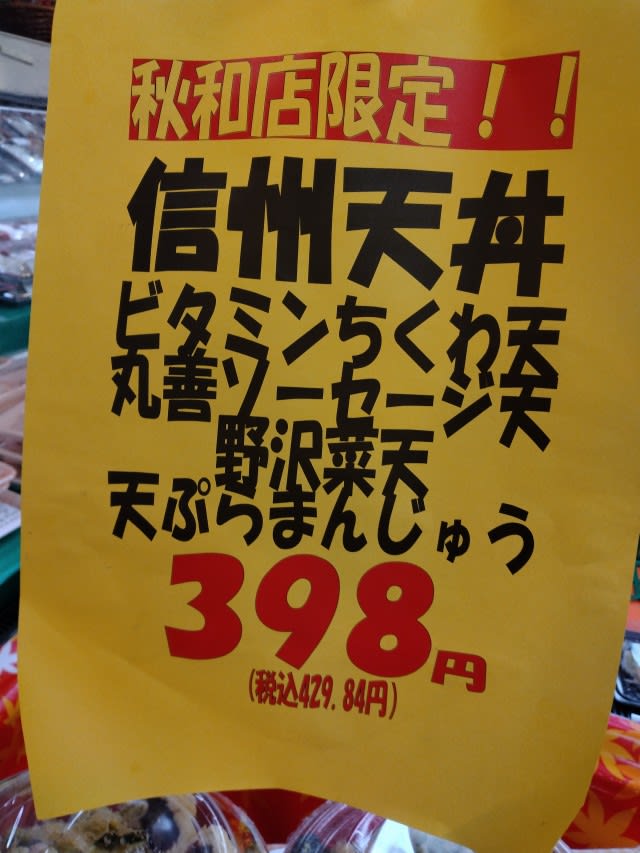 秋和店限定！！
信州天丼
ビタミンちくわ天
丸善ソーセージ天
野沢菜天
天ぷらまんじゅう
398円
(税込429.84円)